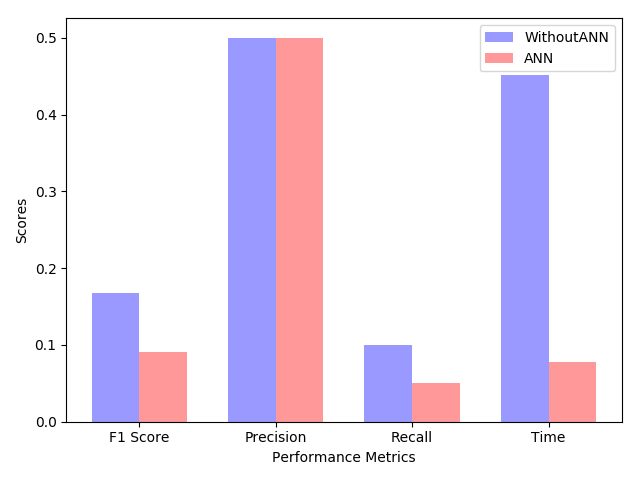 WithoutANN
ANN
Scores
0.5
0.4
0.3
0.2
0.1
0.0
F1 Score Precision Recall Time
Performance Metrics